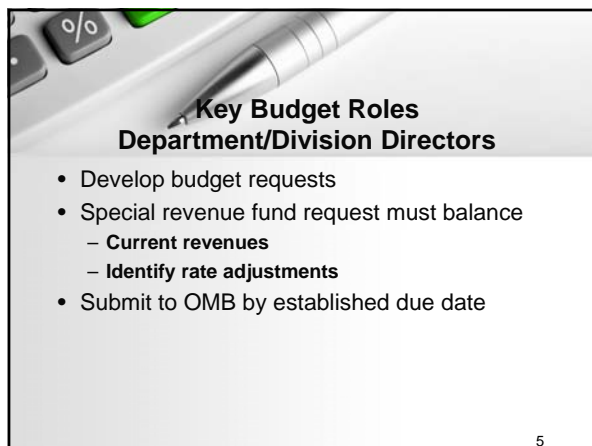 %
Key Budget Roles
Department/Division Directors
• Develop budget requests
• Special revenue fund request must balance
– Current revenues
– Identify rate adjustments
• Submit to OMB by established due date
5